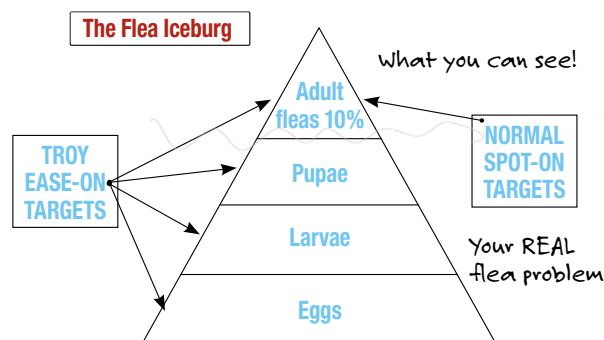 The Flea Iceburg
What you can see!
Adult
fleas 10%
TROY
EASE-ON
TARGETS
NORMAL
SPOT-ON
TARGETS
Pupae
Larvae
Your REAL
flea problem
Eggs